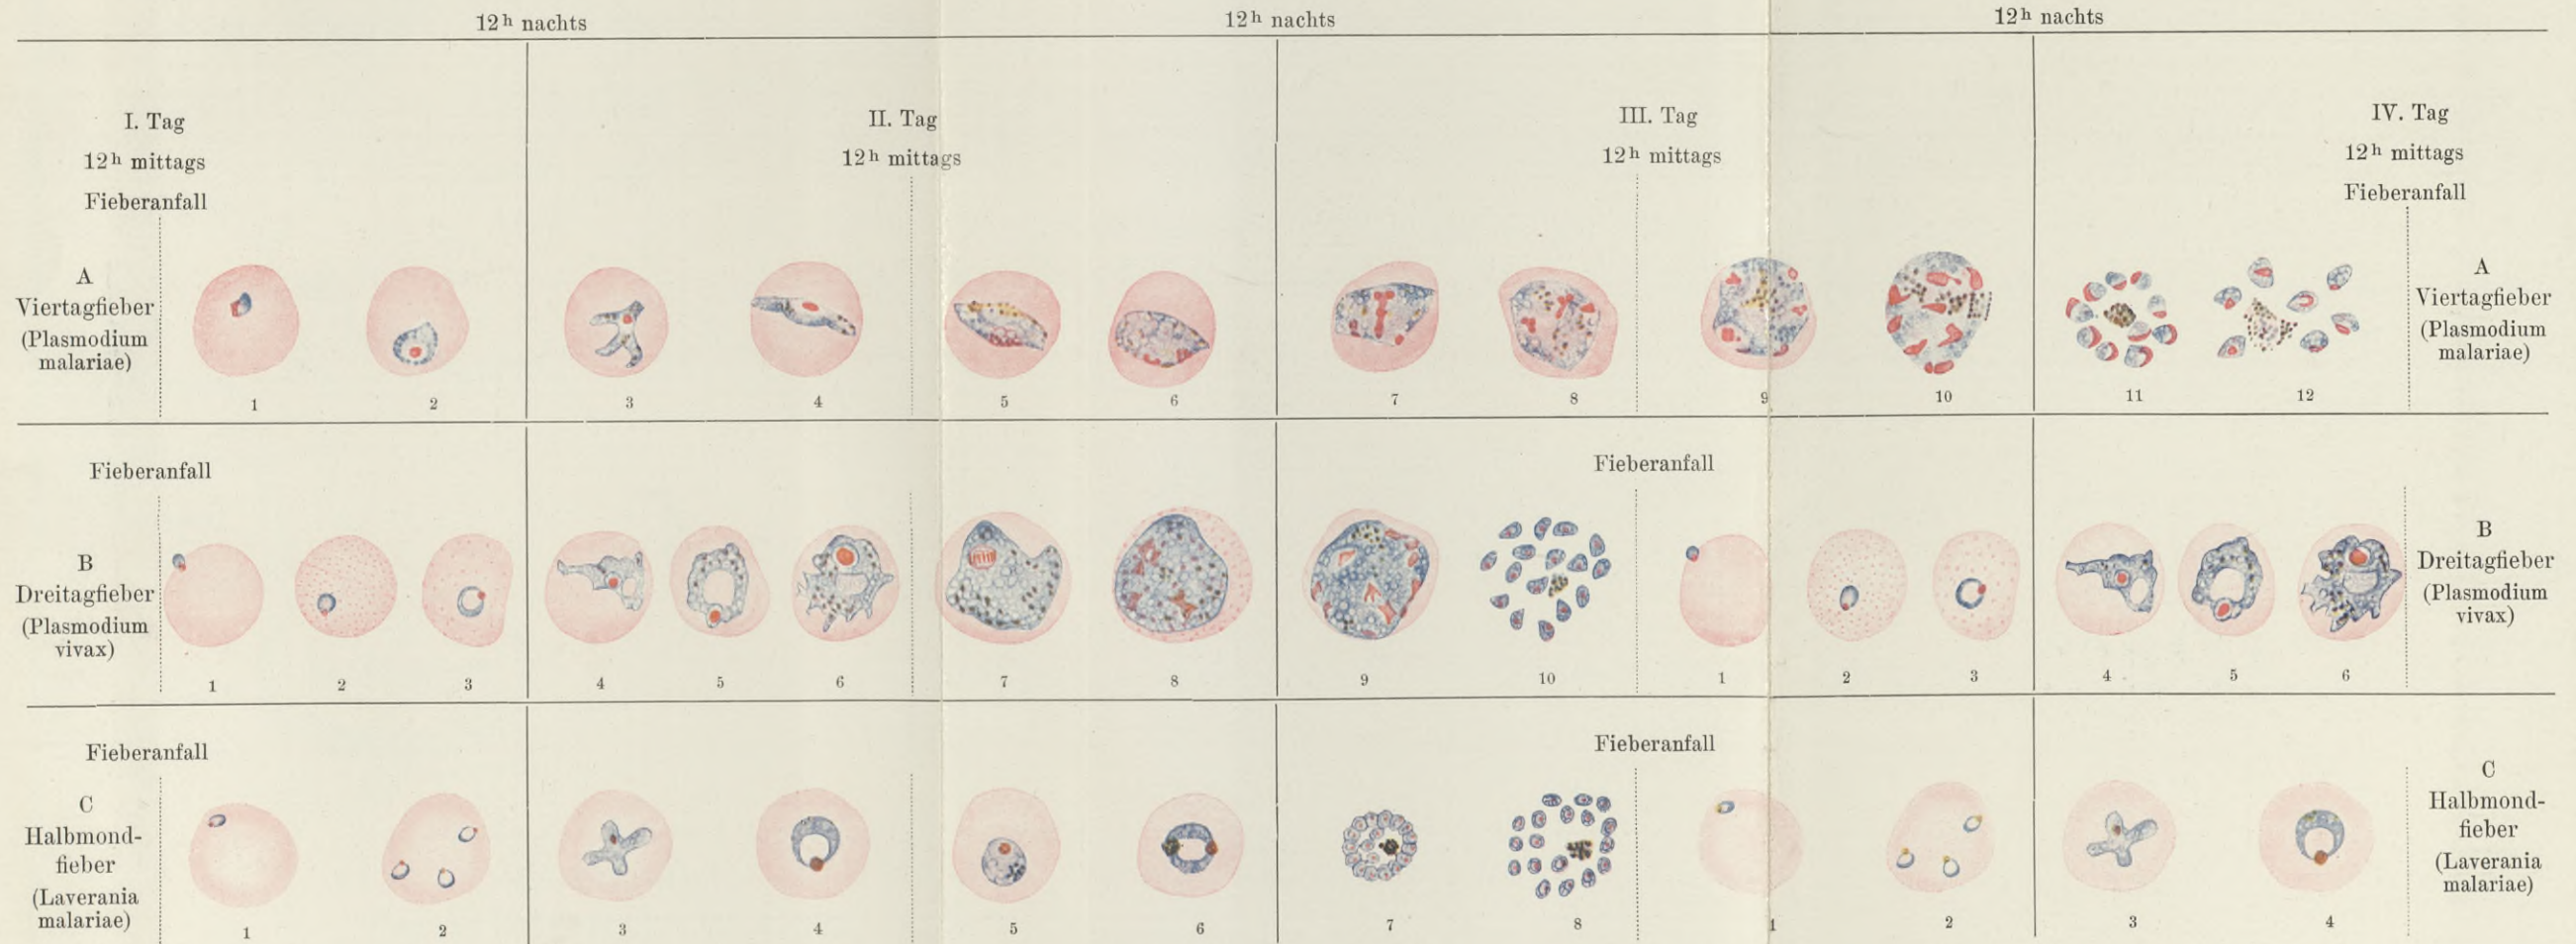 12h nachts 12h nachts 12h nachts
I. Tag II. Tag III. Tag IV. Tag
12h mittags 12h mittags 12h mittags 12h mittags
Fieberanfall Fieberanfall
A
Viertagfieber
(Plasmodium
malariae)
A
Viertagfieber
(Plasmodium
malariae)
1 2 3 4 5 6 7 8 9 10 11 12
Fieberanfall Fieberanfall
B
Dreitagfieber
(Plasmodium
vivax)
B
Dreitagfieber
(Plasmodium
vivax)
1 2 3 4 5 6 7 8 9 10 1 2 3 4 5 6
Fieberanfall Fieberanfall
C
Halbmond-
fieber
(Laverania
malariae)
C
Halbmond-
fieber
(Laverania
malariae)
1 2 3 4 5 6 7 8 1 2 3 4